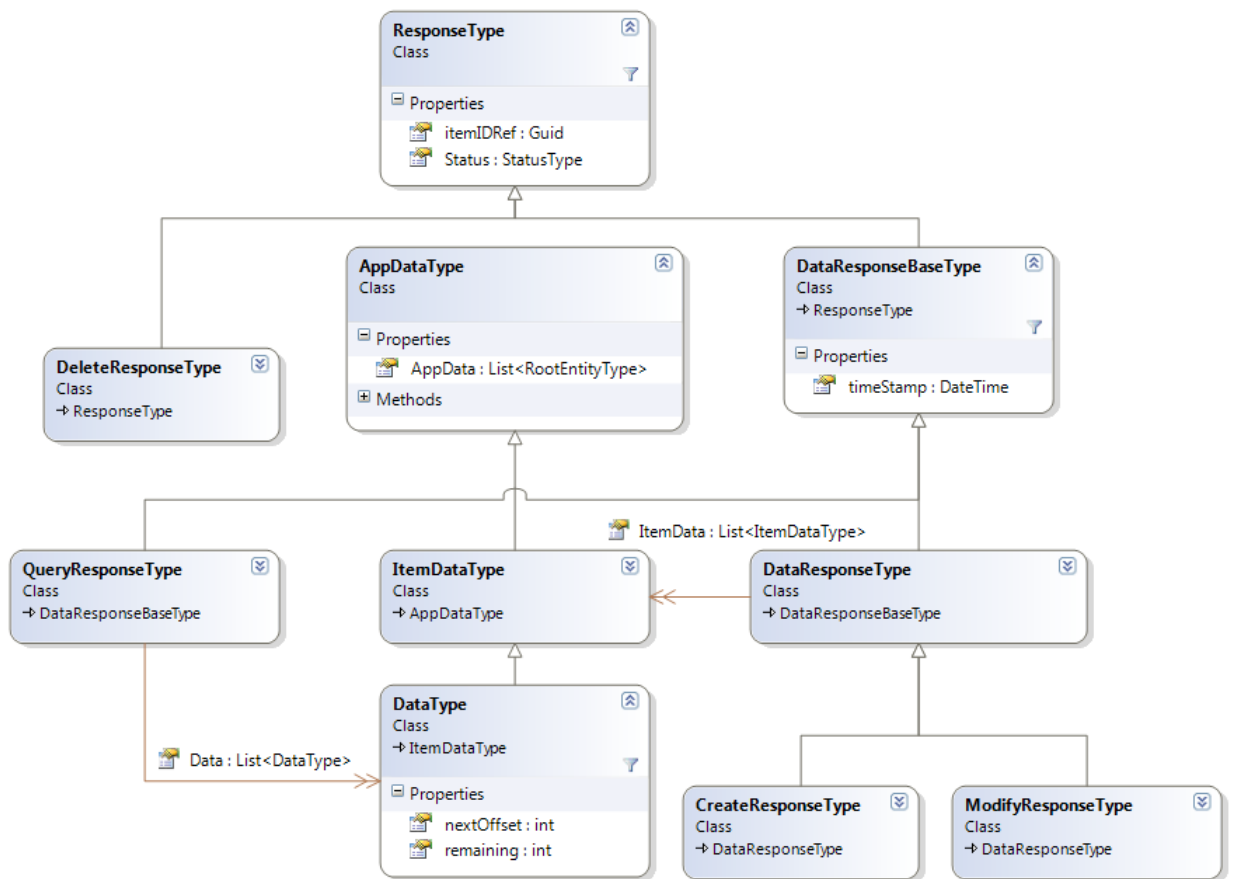 ResponseType
Class
Properties
itemIDRef : Guid
Status : StatusType
AppDataType
Class
Properties
AppData : List<RootEntityType>
Methods
DataResponseBaseType
Class
ResponseType
Properties
timeStamp : DateTime
DeleteResponseType
Class
ResponseType
ItemData : List<ItemDataType>
QueryResponseType
Class
DataResponseBaseType
ItemDataType
Class
AppDataType
DataResponseType
Class
DataResponseBaseType
DataType
Class
ItemDataType
Properties
nextOffset : int
remaining : int
Data : List<DataType>
CreateResponseType
Class
DataResponseType
ModifyResponseType
Class
DataResponseType